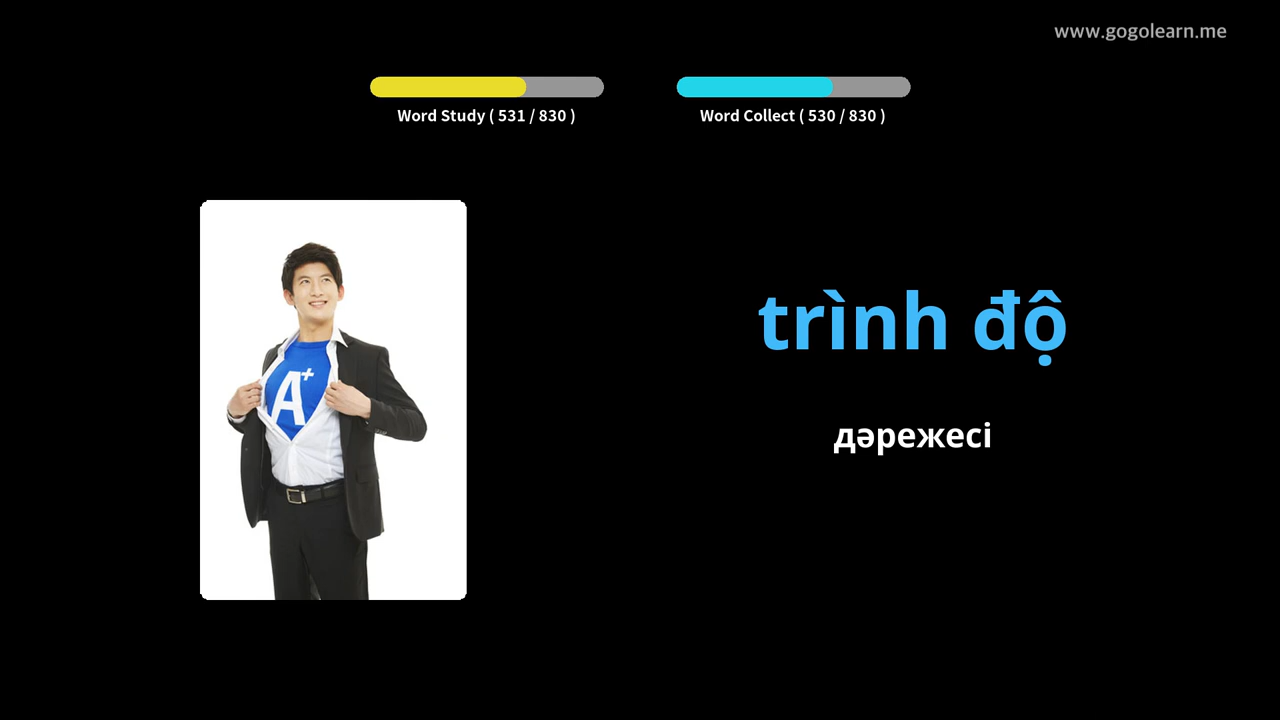 www.gogolearn.me
Word Study ( 531 / 830 )
Word Collect ( 530 / 830 )
A+
trình độ
дәрежесі